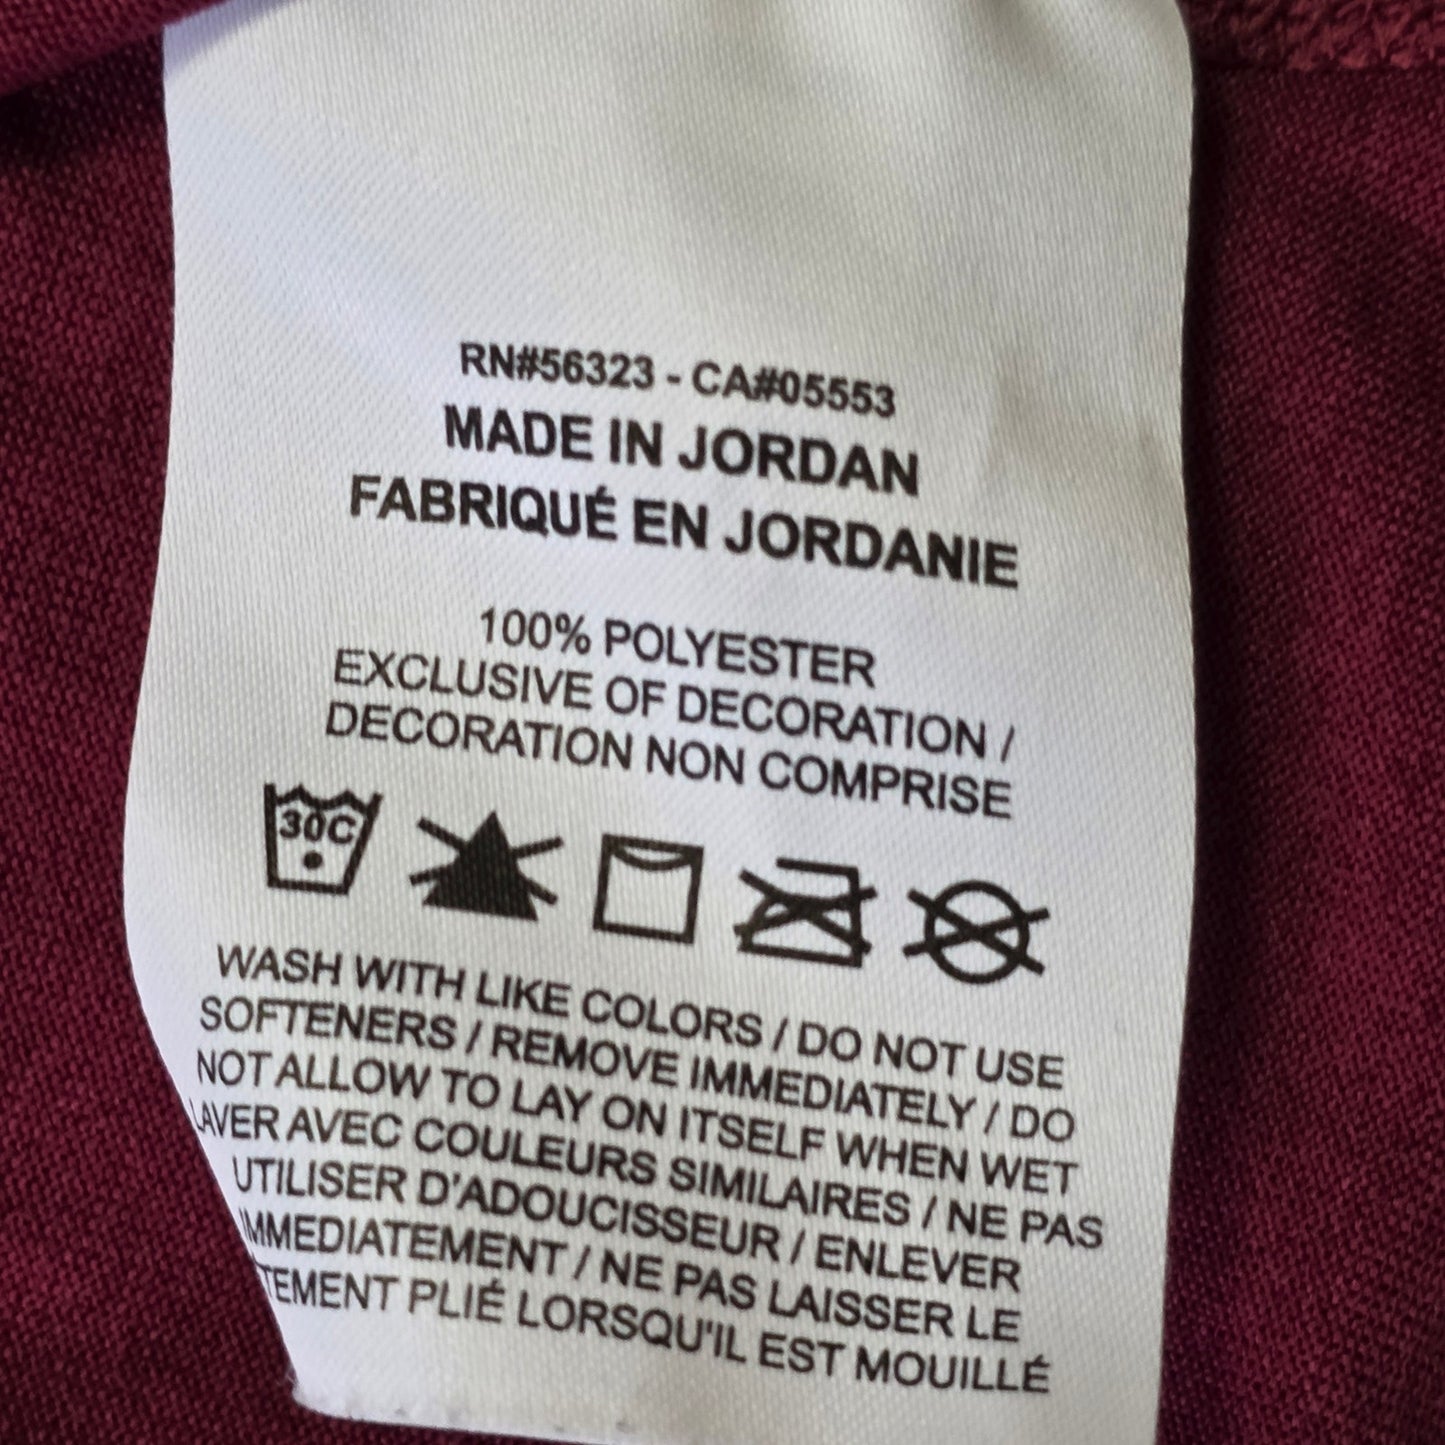 RN#56323 - CA#05553
MADE IN JORDAN
FABRIQUÉ EN JORDANIE
100% POLYESTER
EXCLUSIVE OF DECORATION /
DECORATION NON COMPRISE
30C
WASH WITH LIKE COLORS / DO NOT USE
SOFTENERS / REMOVE IMMEDIATELY / DO
NOT ALLOW TO LAY ON ITSELF WHEN WET
LAVER AVEC COULEURS SIMILAIRES / NE PAS
UTILISER D'ADOUCISSEUR / ENLEVER
IMMEDIATEMENT / NE PAS LAISSER LE
TEMENT PLIÉ LORSQU'IL EST MOUILLÉ